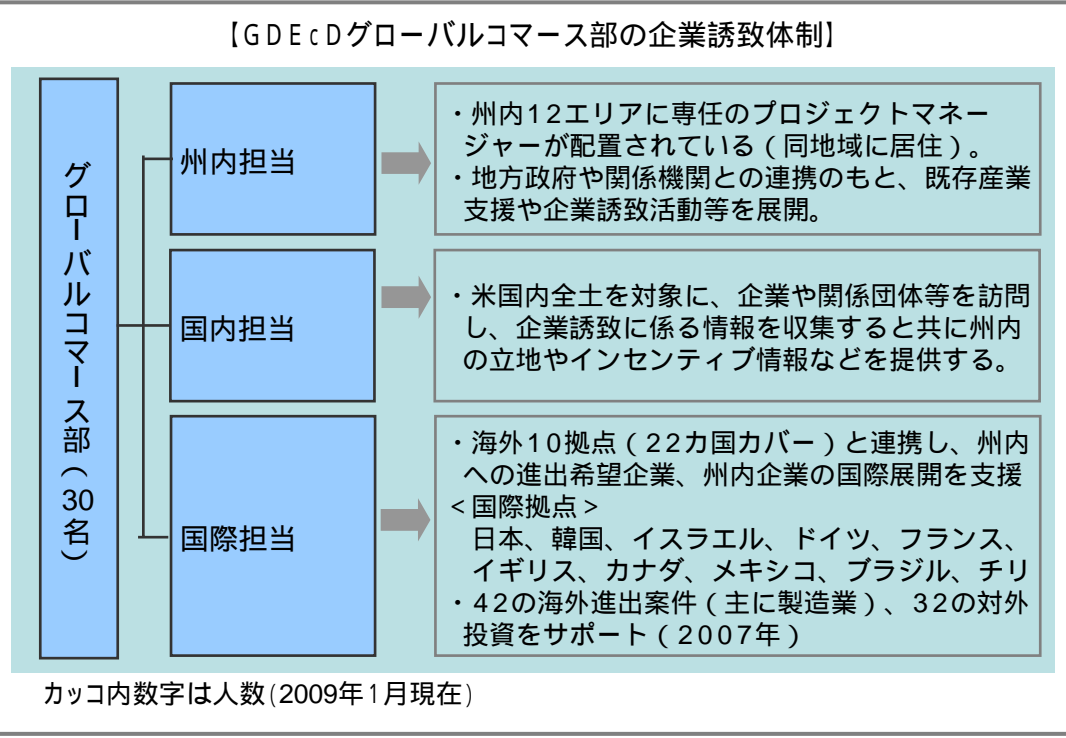 【GDEcDグローバルコマース部の企業誘致体制】
グローバルコマース部(30名)
州内担当
・州内12エリアに専任のプロジェクトマネー
ジャーが配置されている(同地域に居住)。
・地方政府や関係機関との連携のもと、既存産業
支援や企業誘致活動等を展開。
国内担当
・米国内全土を対象に、企業や関係団体等を訪問
し、企業誘致に係る情報を収集すると共に州内
の立地やインセンティブ情報などを提供する。
国際担当
・海外10拠点(22カ国カバー)と連携し、州内
への進出希望企業、州内企業の国際展開を支援
<国際拠点>
日本、韓国、イスラエル、ドイツ、フランス、
イギリス、カナダ、メキシコ、ブラジル、チリ
・42の海外進出案件(主に製造業)、32の対外
投資をサポート(2007年)
カッコ内数字は人数(2009年1月現在)